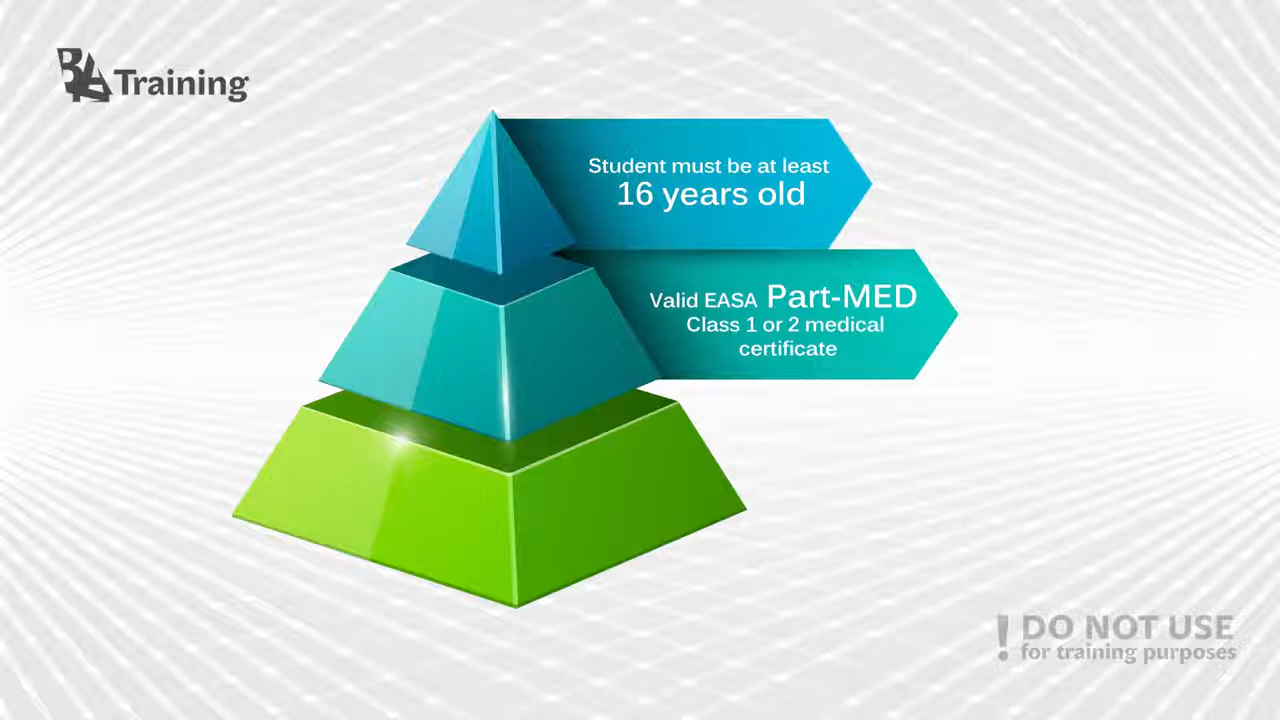 BA Training
Student must be at least
16 years old
Valid EASA Part-MED
Class 1 or 2 medical
certificate
! DO NOT USE
for training purposes